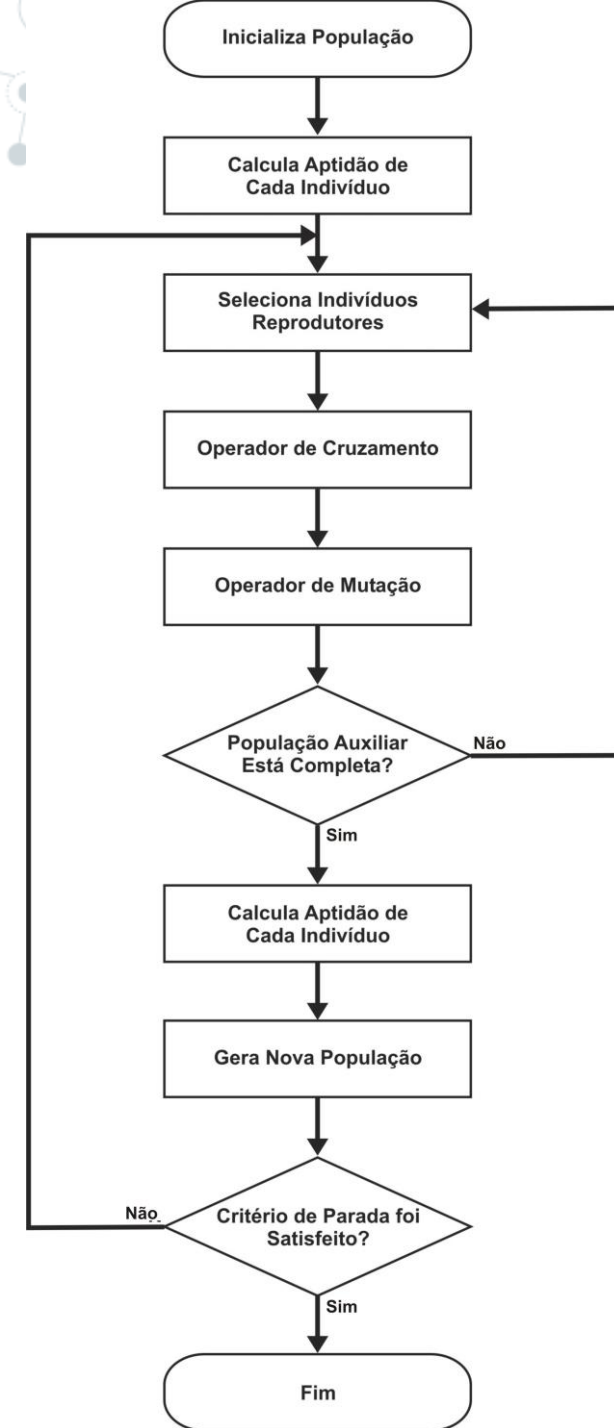 Inicializa População
Calcula Aptidão de
Cada Indivíduo
Seleciona Indivíduos
Reprodutores
Operador de Cruzamento
Operador de Mutação
População Auxiliar
Está Completa?
Não
Sim
Calcula Aptidão de
Cada Indivíduo
Gera Nova População
Não
Critério de Parada foi
Satisfeito?
Sim
Fim